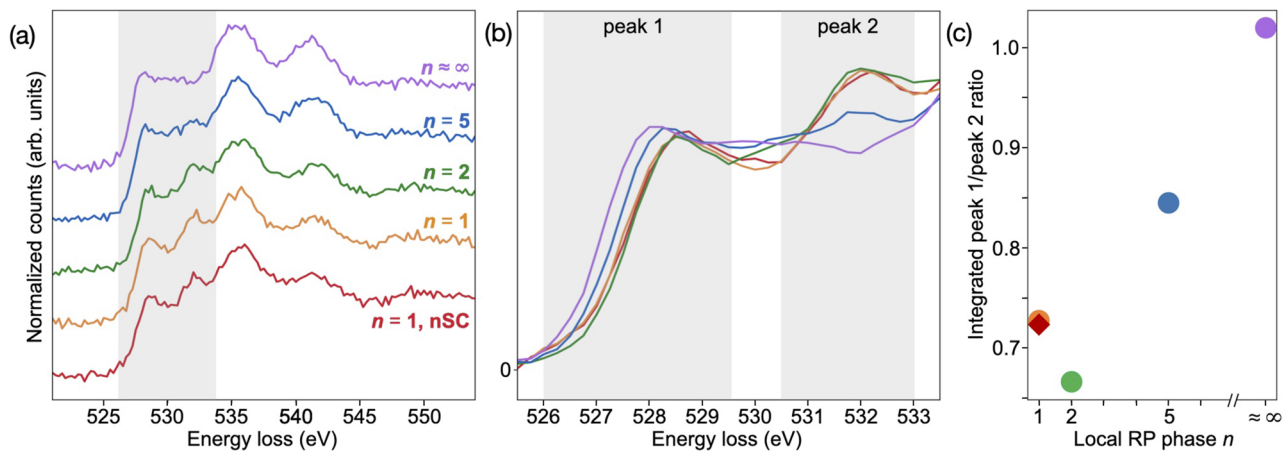 (a)
Normalized counts (arb. units)
n ≈ ∞
n = 5
n = 2
n = 1
n = 1, nSC
525 530 535 540 545 550
Energy loss (eV)
(b)
peak 1 peak 2
0
526 527 528 529 530 531 532 533
Energy loss (eV)
(c)
Integrated peak 1/peak 2 ratio
1.0
0.9
0.8
0.7
1 2 5 ≈ ∞
Local RP phase n